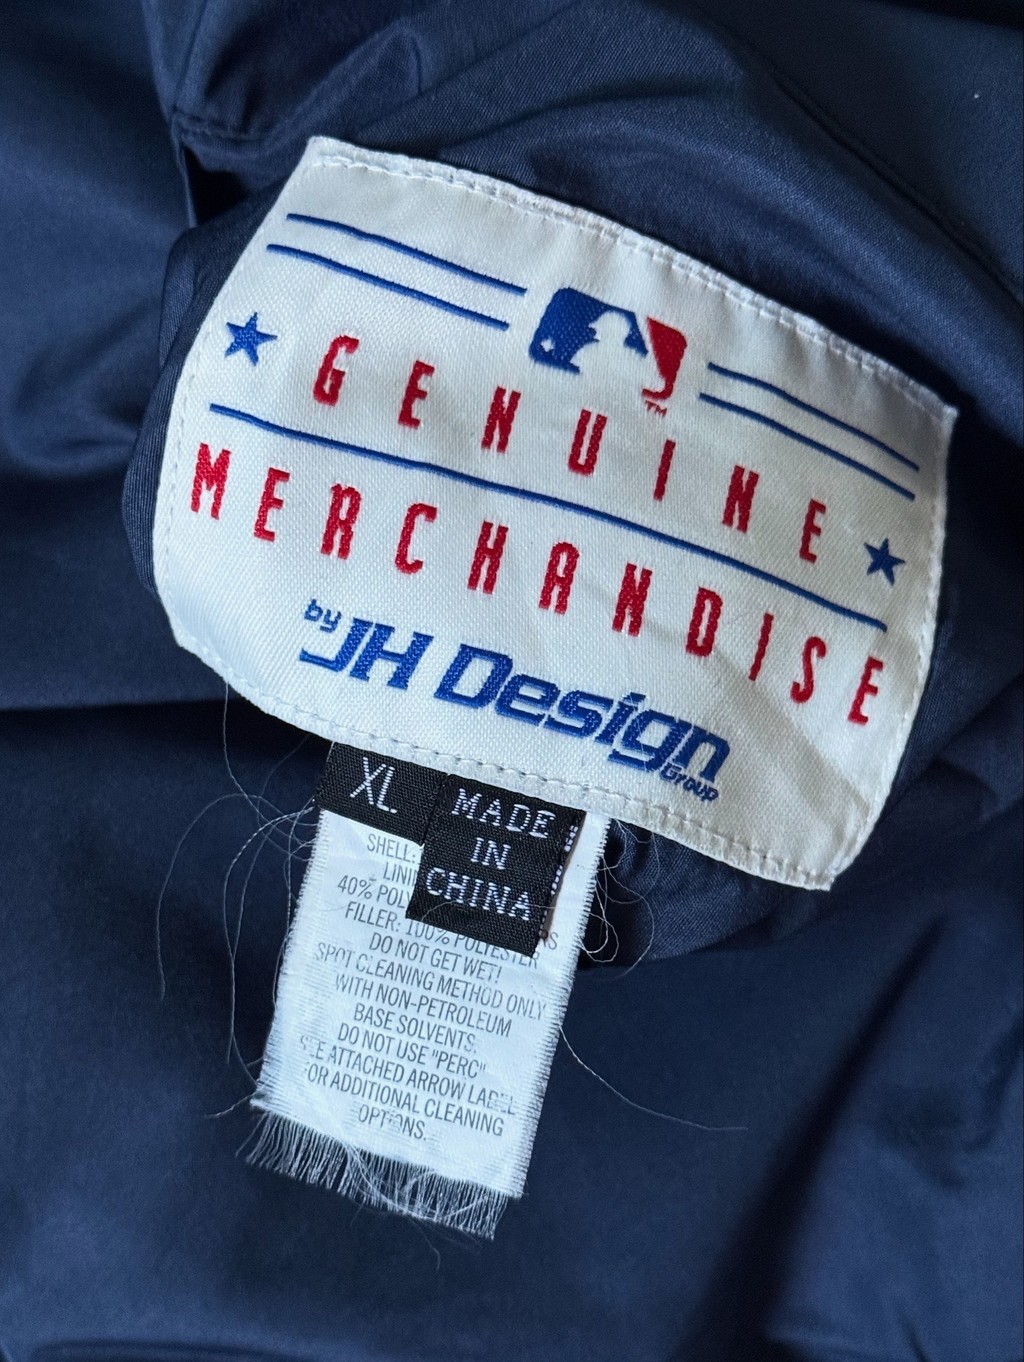 GENUINE
MERCHANDISE
by JH Design
Group
TM
XL
MADE
IN
CHINA
SHELL:
40%
FILLER: 100% POLYESTER
DO NOT GET WET!
SPOT CLEANING METHOD ONLY
WITH NON-PETROLEUM
BASE SOLVENTS.
DO NOT USE "PERC"
SEE ATTACHED ARROW LABEL
FOR ADDITIONAL CLEANING
OPTIONS.